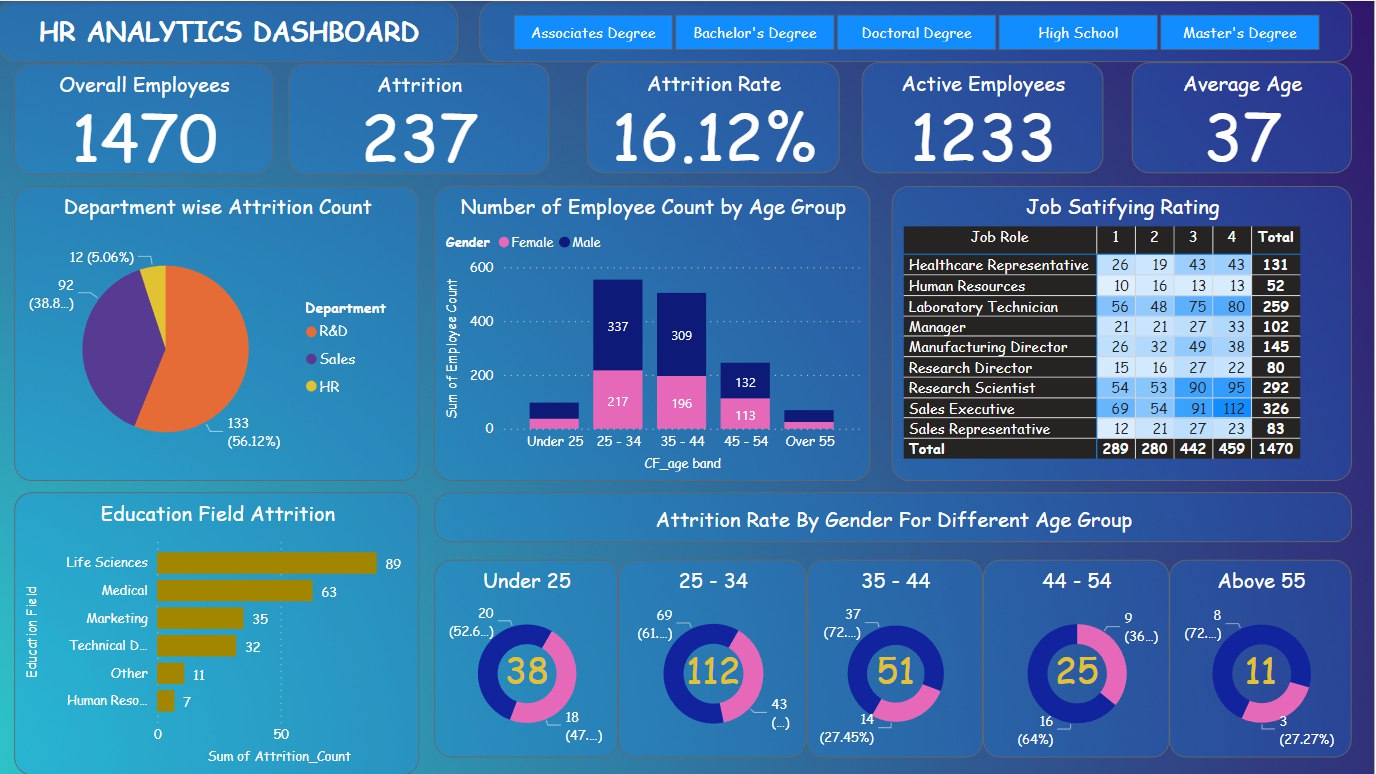 HR ANALYTICS DASHBOARD
Associates Degree
Bachelor's Degree
Doctoral Degree
High School
Master's Degree
Overall Employees
1470
Attrition
237
Attrition Rate
16.12%
Active Employees
1233
Average Age
37
Department wise Attrition Count
12 (5.06%)
92
(38.8...)
133
(56.12%)
Department
R&D
Sales
HR
Number of Employee Count by Age Group
Gender Female Male
Sum of Employee Count
600
400
200
0
337
217
309
196
132
113
Under 25 25 - 34 35 - 44 45 - 54 Over 55
CF_age band
Job Satifying Rating
Job Role 1 2 3 4 Total
Healthcare Representative 26 19 43 43 131
Human Resources 10 16 13 13 52
Laboratory Technician 56 48 75 80 259
Manager 21 21 27 33 102
Manufacturing Director 26 32 49 38 145
Research Director 15 16 27 22 80
Research Scientist 54 53 90 95 292
Sales Executive 69 54 91 112 326
Sales Representative 12 21 27 23 83
Total 289 280 442 459 1470
Education Field Attrition
Education Field
Life Sciences 89
Medical 63
Marketing 35
Technical D... 32
Other 11
Human Reso... 7
0 50
Sum of Attrition_Count
Attrition Rate By Gender For Different Age Group
Under 25
20
(52.6...)
38
18
(47....)
25 - 34
69
(61....)
112
43
(...)
35 - 44
37
(72....)
51
14
(27.45%)
44 - 54
9
(36...)
25
16
(64%)
Above 55
8
(72....)
11
3
(27.27%)